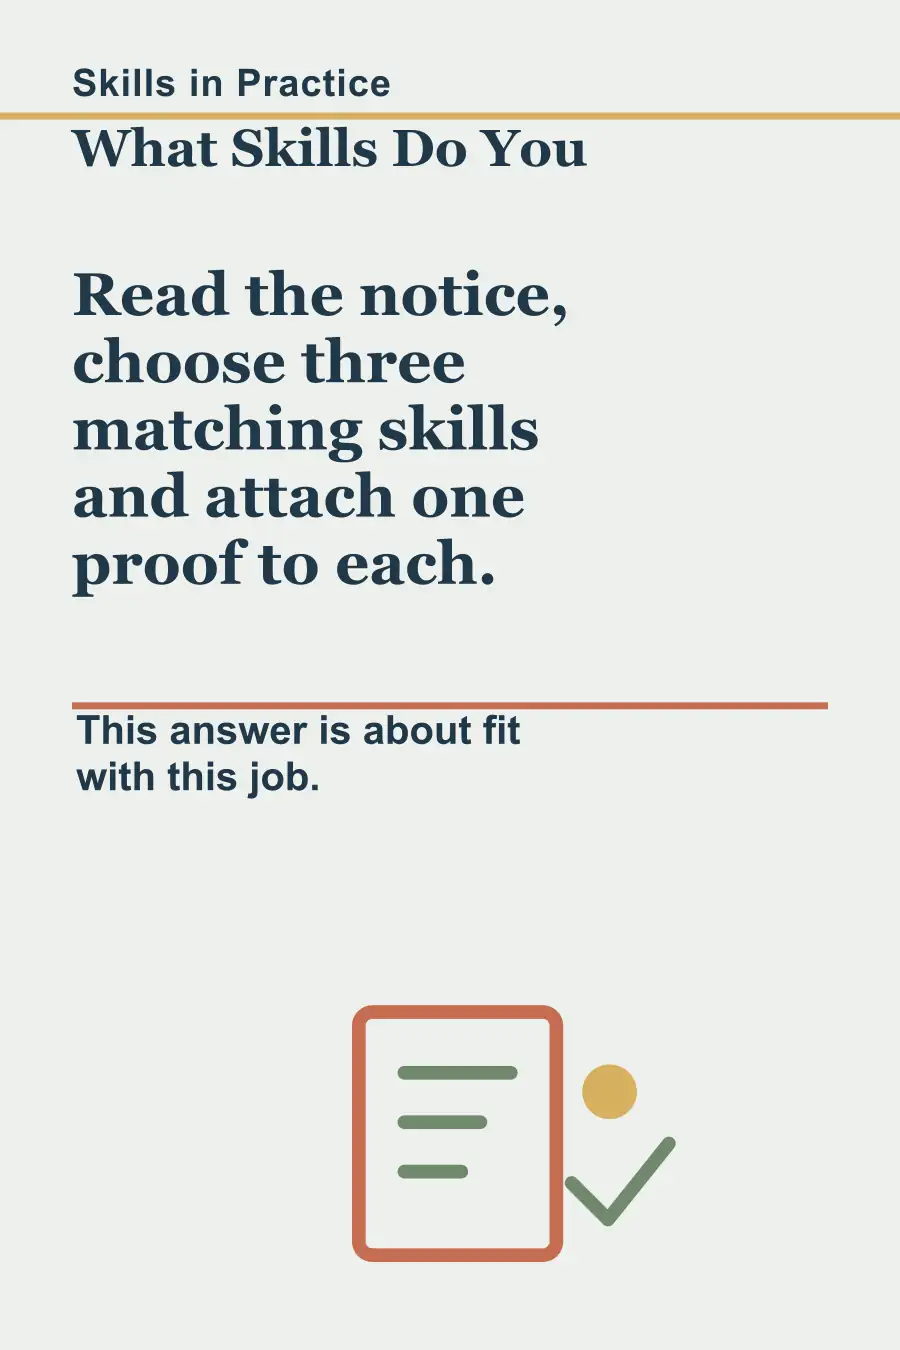 Skills in Practice
What Skills Do You
Read the notice,
choose three
matching skills
and attach one
proof to each.
This answer is about fit
with this job.